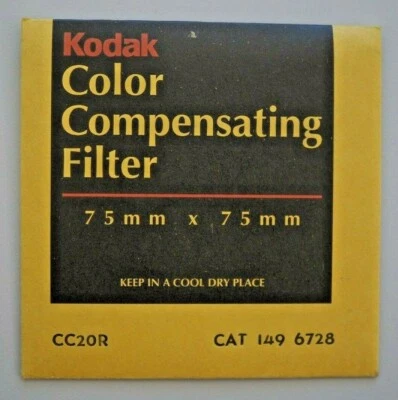 Kodak
Color
Compensating
Filter
75mm x 75mm
KEEP IN A COOL DRY PLACE
CC20R CAT 149 6728